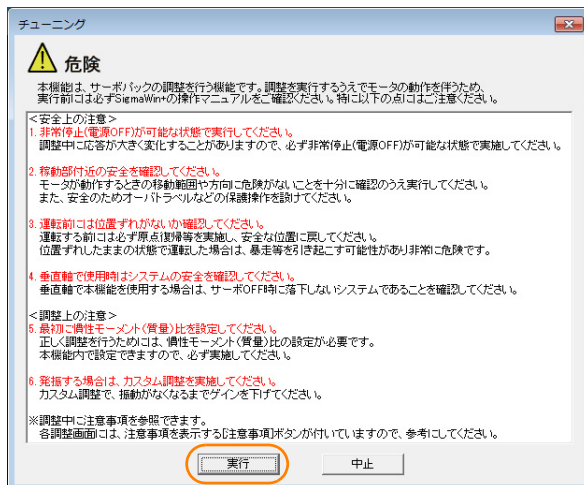 チューニング
危険
本機能は、サーボパックの調整を行う機能です。調整を実行するうえでモータの動作を伴うため、
実行前には必ずSigmaWin+の操作マニュアルをご確認ください。特に以下の点にはご注意ください。
<安全上の注意>
1. 非常停止(電源OFF)が可能な状態で実行してください。
調整中に応答が大きく変化することがありますので、必ず非常停止(電源OFF)が可能な状態で実施してください。
2. 稼動部付近の安全を確認してください。
モータが動作するときの移動範囲や方向に危険がないことを十分に確認のうえ実行してください。
また、安全のためオーバトラベルなどの保護操作を設けてください。
3. 運転前には位置ずれがないか確認してください。
運転する前には必ず原点復帰等を実施し、安全な位置に戻してください。
位置ずれしたままの状態で運転した場合は、暴走等を引き起こす可能性があり非常に危険です。
4. 垂直軸で使用時はシステムの安全を確認してください。
垂直軸で本機能を使用する場合は、サーボOFF時に落下しないシステムであることを確認してください。
<調整上の注意>
5. 最初に慣性モーメント(質量)比を設定してください。
正しく調整を行うためには、慣性モーメント(質量)比の設定が必要です。
本機能内で設定できますので、必ず実施してください。
6. 発振する場合は、カスタム調整を実施してください。
カスタム調整で、振動がなくなるまでゲインを下げてください。
※調整中に注意事項を参照できます。
各調整画面には、注意事項を表示する[注意事項]ボタンが付いていますので、参考にしてください。
実行
中止